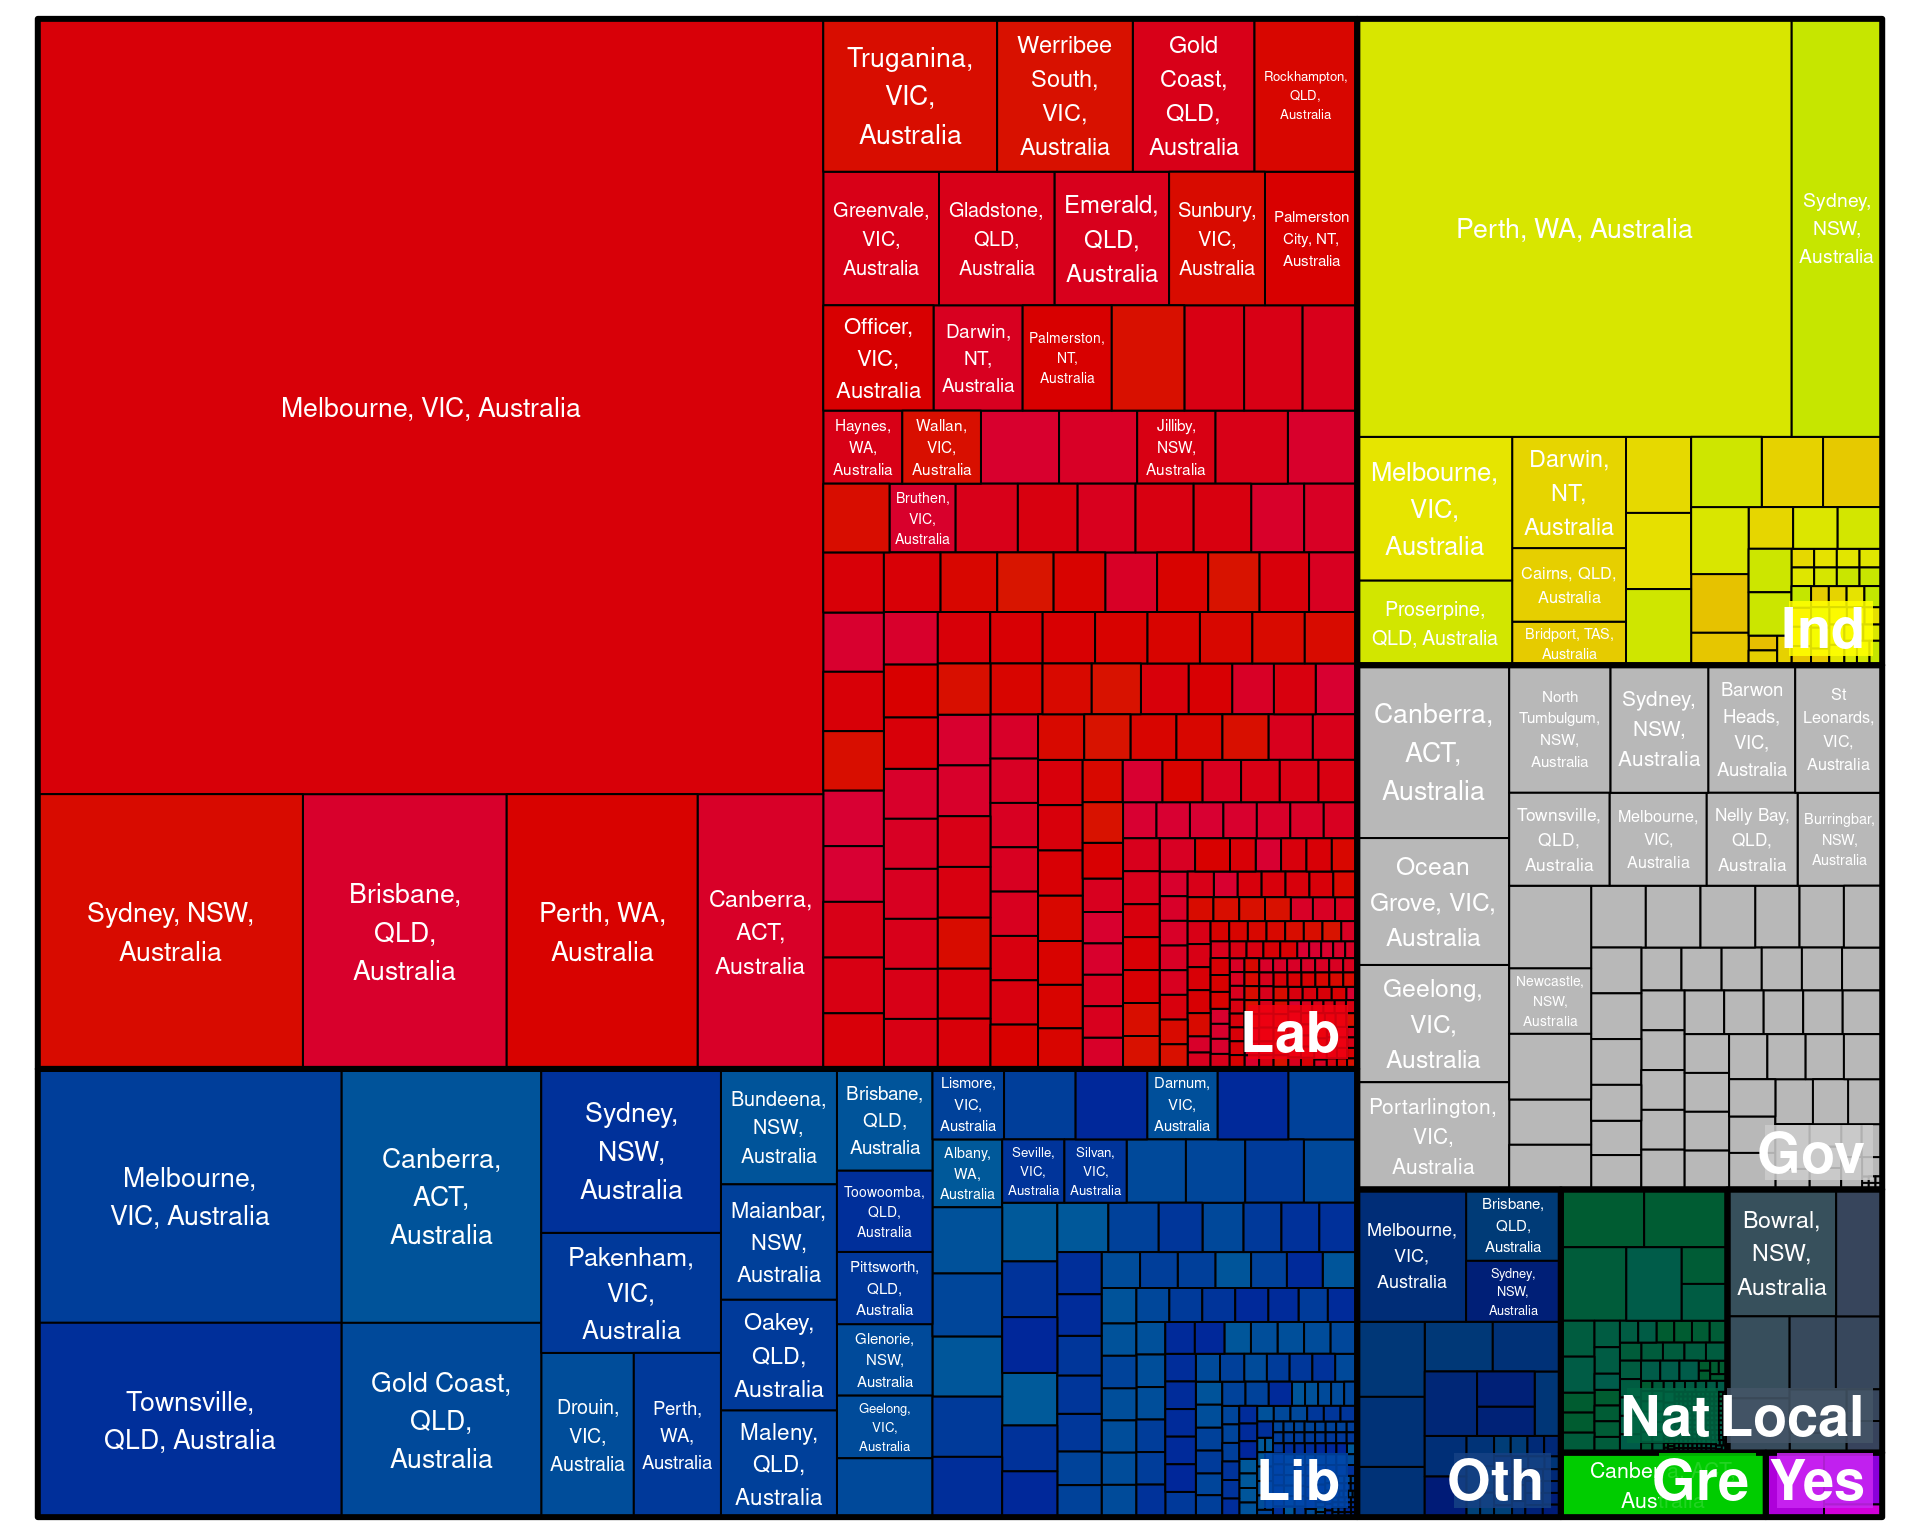 Melbourne, VIC, Australia
Sydney, NSW,
Australia
Brisbane,
QLD,
Australia
Perth, WA,
Australia
Canberra,
ACT,
Australia
Truganina,
VIC,
Australia
Werribee
South,
VIC,
Australia
Gold
Coast,
QLD,
Australia
Rockhampton,
QLD,
Australia
Greenvale,
VIC,
Australia
Gladstone,
QLD,
Australia
Emerald,
QLD,
Australia
Sunbury,
VIC,
Australia
Palmerston
City, NT,
Australia
Officer,
VIC,
Australia
Darwin,
NT,
Australia
Palmerston,
NT,
Australia
Haynes,
WA,
Australia
Wallan,
VIC,
Australia
Jilliby,
NSW,
Australia
Bruthen,
VIC,
Australia
Lab
Perth, WA, Australia
Sydney,
NSW,
Australia
Melbourne,
VIC,
Australia
Darwin,
NT,
Australia
Cairns, QLD,
Australia
Proserpine,
QLD, Australia
Bridport, TAS,
Australia
Ind
Canberra,
ACT,
Australia
North
Tumbulgum,
NSW,
Australia
Sydney,
NSW,
Australia
Barwon
Heads,
VIC,
Australia
St
Leonards,
VIC,
Australia
Townsville,
QLD,
Australia
Melbourne,
VIC,
Australia
Nelly Bay,
QLD,
Australia
Burringbar,
NSW,
Australia
Ocean
Grove, VIC,
Australia
Geelong,
VIC,
Australia
Newcastle,
NSW,
Australia
Portarlington,
VIC,
Australia
Gov
Melbourne,
VIC, Australia
Townsville,
QLD, Australia
Canberra,
ACT,
Australia
Gold Coast,
QLD,
Australia
Sydney,
NSW,
Australia
Pakenham,
VIC,
Australia
Drouin,
VIC,
Australia
Perth,
WA,
Australia
Bundeena,
NSW,
Australia
Maianbar,
NSW,
Australia
Oakey,
QLD,
Australia
Maleny,
QLD,
Australia
Brisbane,
QLD,
Australia
Toowoomba,
QLD,
Australia
Pittsworth,
QLD,
Australia
Glenorie,
NSW,
Australia
Geelong,
VIC,
Australia
Lismore,
VIC,
Australia
Darnum,
VIC,
Australia
Albany,
WA,
Australia
Seville,
VIC,
Australia
Silvan,
VIC,
Australia
Lib
Melbourne,
VIC,
Australia
Brisbane,
QLD,
Australia
Sydney,
NSW,
Australia
Oth
Nat
Bowral,
NSW,
Australia
Local
Canberra, ACT,
Australia
Gre
Yes